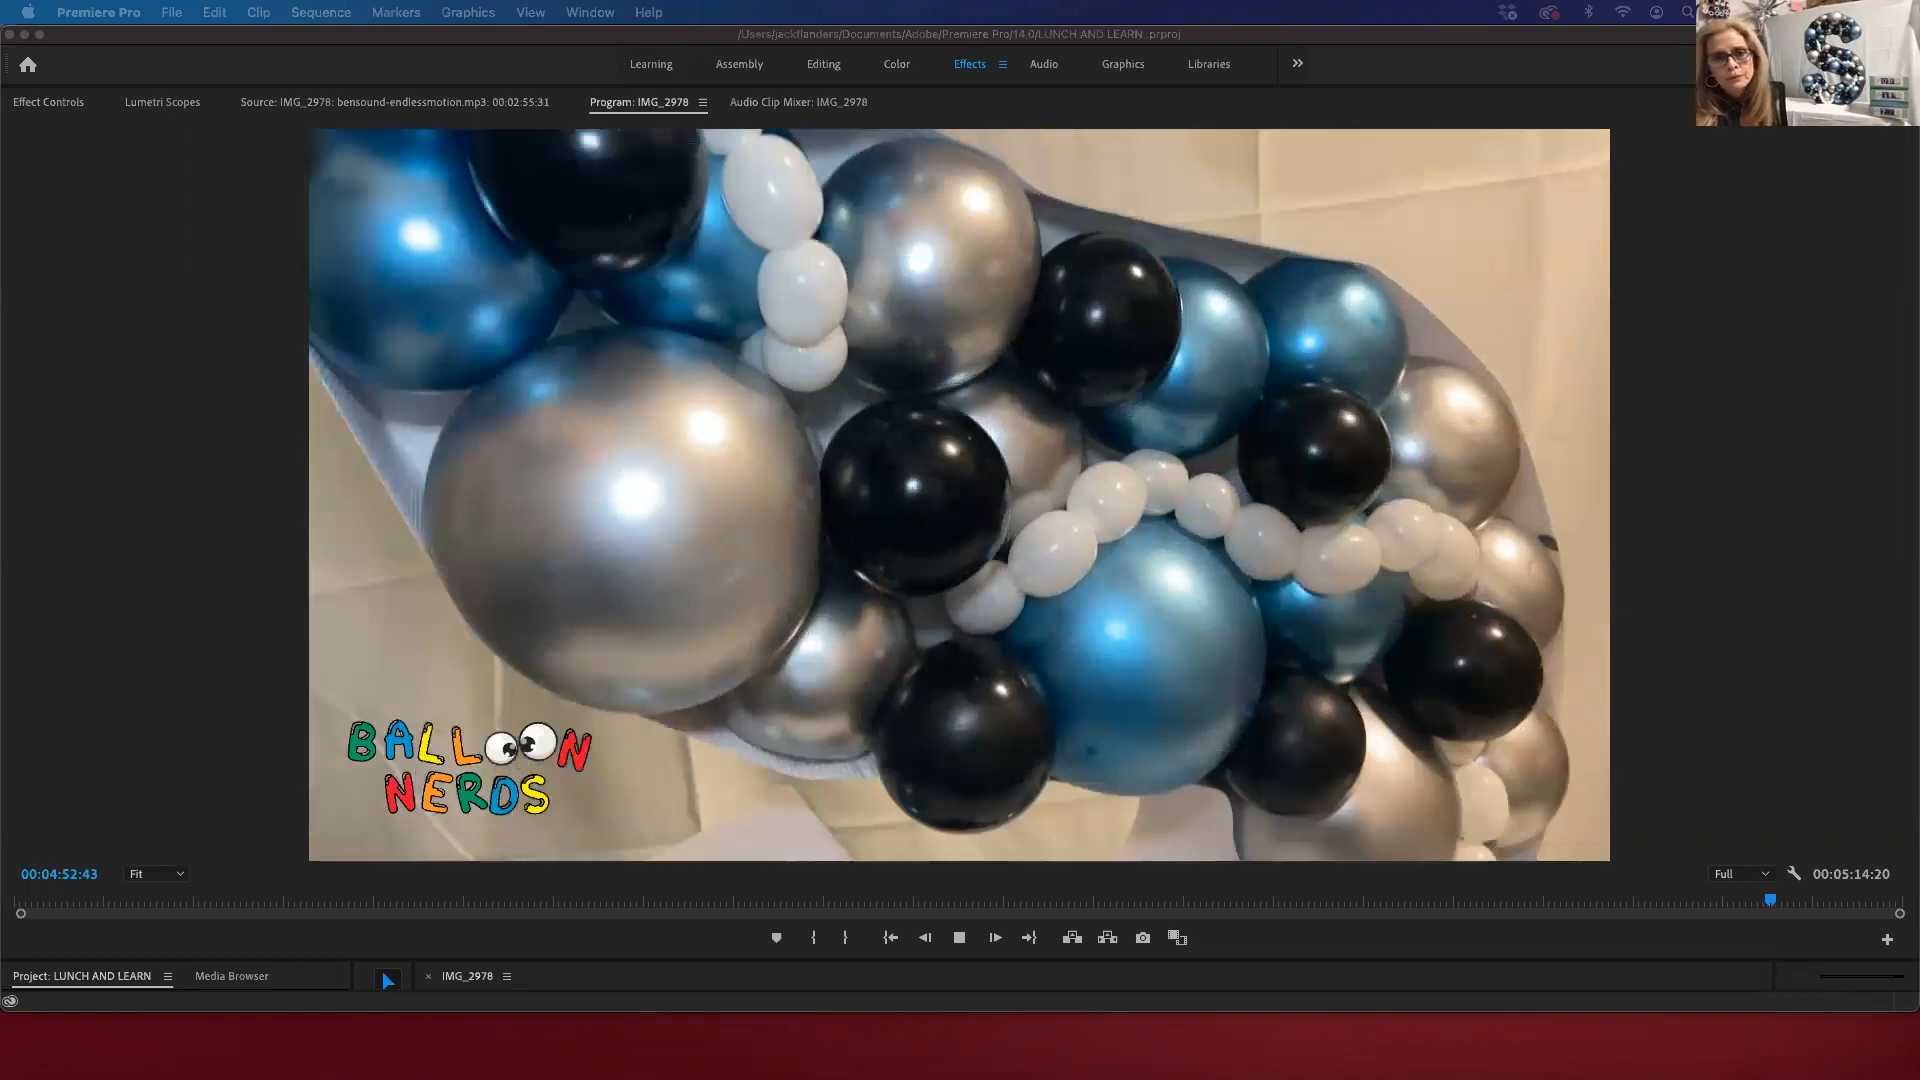 Premiere Pro File Edit Clip Sequence Markers Graphics View Window Help
/Users/jackflanders/Documents/Adobe/Premiere Pro/14.0/LUNCH AND LEARN .prproj
Learning Assembly Editing Color Effects Audio Graphics Libraries
Effect Controls Lumetri Scopes Source: IMG_2978: bensound-endlessmotion.mp3: 00:02:55:31 Program: IMG_2978 Audio Clip Mixer: IMG_2978
BALLOON
NERDS
00:04:52:43 Fit Full 00:05:14:20
Project: LUNCH AND LEARN Media Browser × IMG_2978